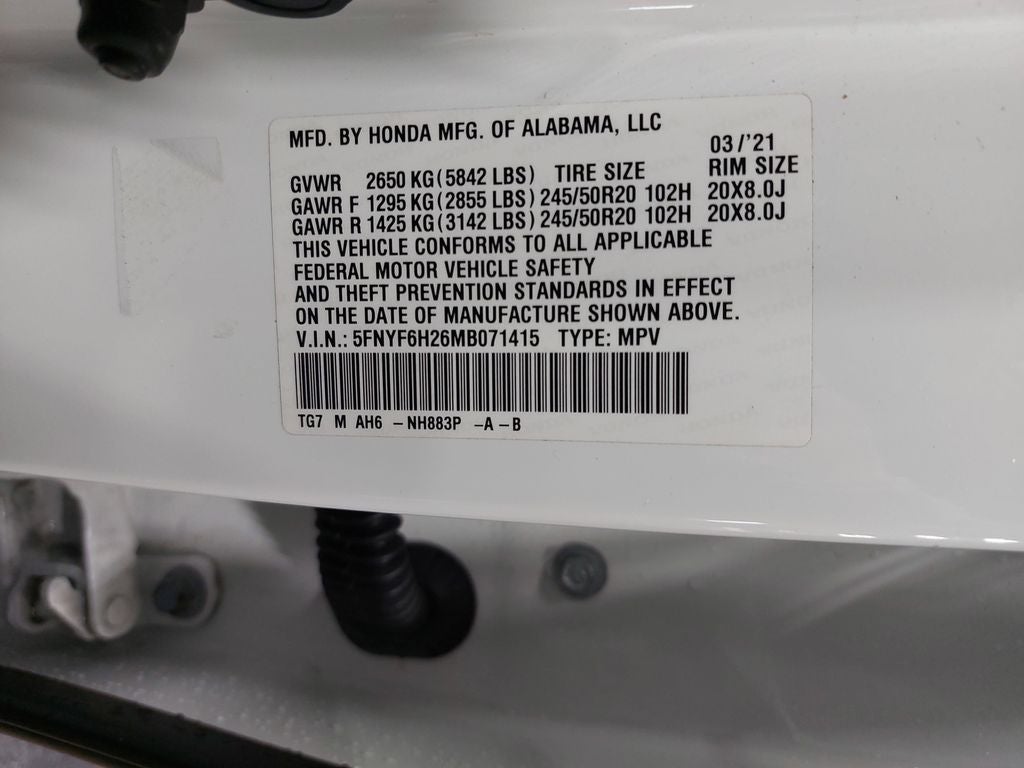 MFD. BY HONDA MFG. OF ALABAMA, LLC
03/'21
GVWR 2650 KG (5842 LBS) TIRE SIZE RIM SIZE
GAWR F 1295 KG (2855 LBS) 245/50R20 102H 20X8.0J
GAWR R 1425 KG (3142 LBS) 245/50R20 102H 20X8.0J
THIS VEHICLE CONFORMS TO ALL APPLICABLE
FEDERAL MOTOR VEHICLE SAFETY
AND THEFT PREVENTION STANDARDS IN EFFECT
ON THE DATE OF MANUFACTURE SHOWN ABOVE.
V.I.N.: 5FNYF6H26MB071415 TYPE: MPV
TG7 M AH6 -NH883P -A -B